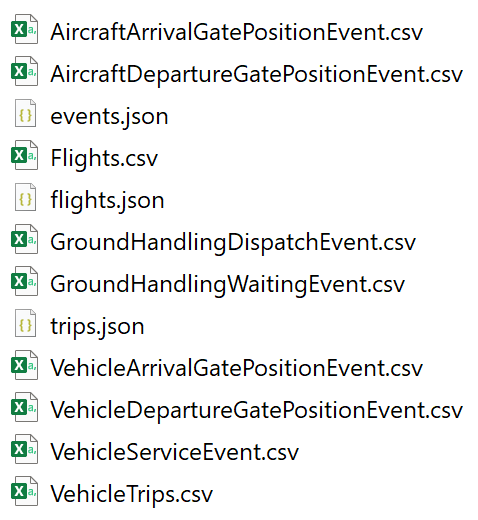 AircraftArrivalGatePositionEvent.csv
AircraftDepartureGatePositionEvent.csv
events.json
Flights.csv
flights.json
GroundHandlingDispatchEvent.csv
GroundHandlingWaitingEvent.csv
trips.json
VehicleArrivalGatePositionEvent.csv
VehicleDepartureGatePositionEvent.csv
VehicleServiceEvent.csv
VehicleTrips.csv